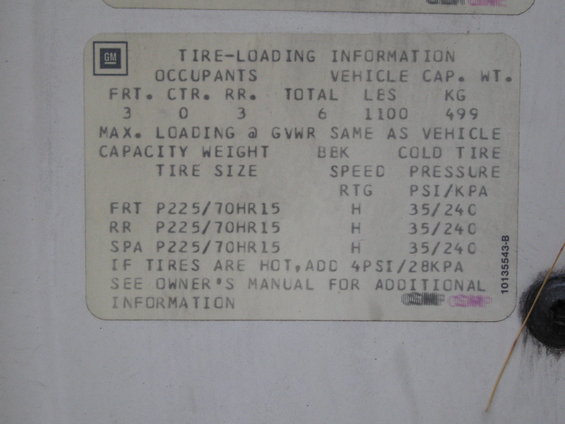 GM
TIRE-LOADING INFORMATION
OCCUPANTS VEHICLE CAP. WT.
FRT. CTR. RR. TOTAL LES KG
3 0 3 6 1100 499
MAX. LOADING @ GVWR SAME AS VEHICLE
CAPACITY WEIGHT BBK COLD TIRE
TIRE SIZE SPEED PRESSURE
RTG PSI/KPA
FRT P225/70HR15 H 35/240
RR P225/70HR15 H 35/240
SPA P225/70HR15 H 35/240
IF TIRES ARE HOT,ADD 4PSI/28KPA
SEE OWNER'S MANUAL FOR ADDITIONAL
INFORMATION
10135543-B